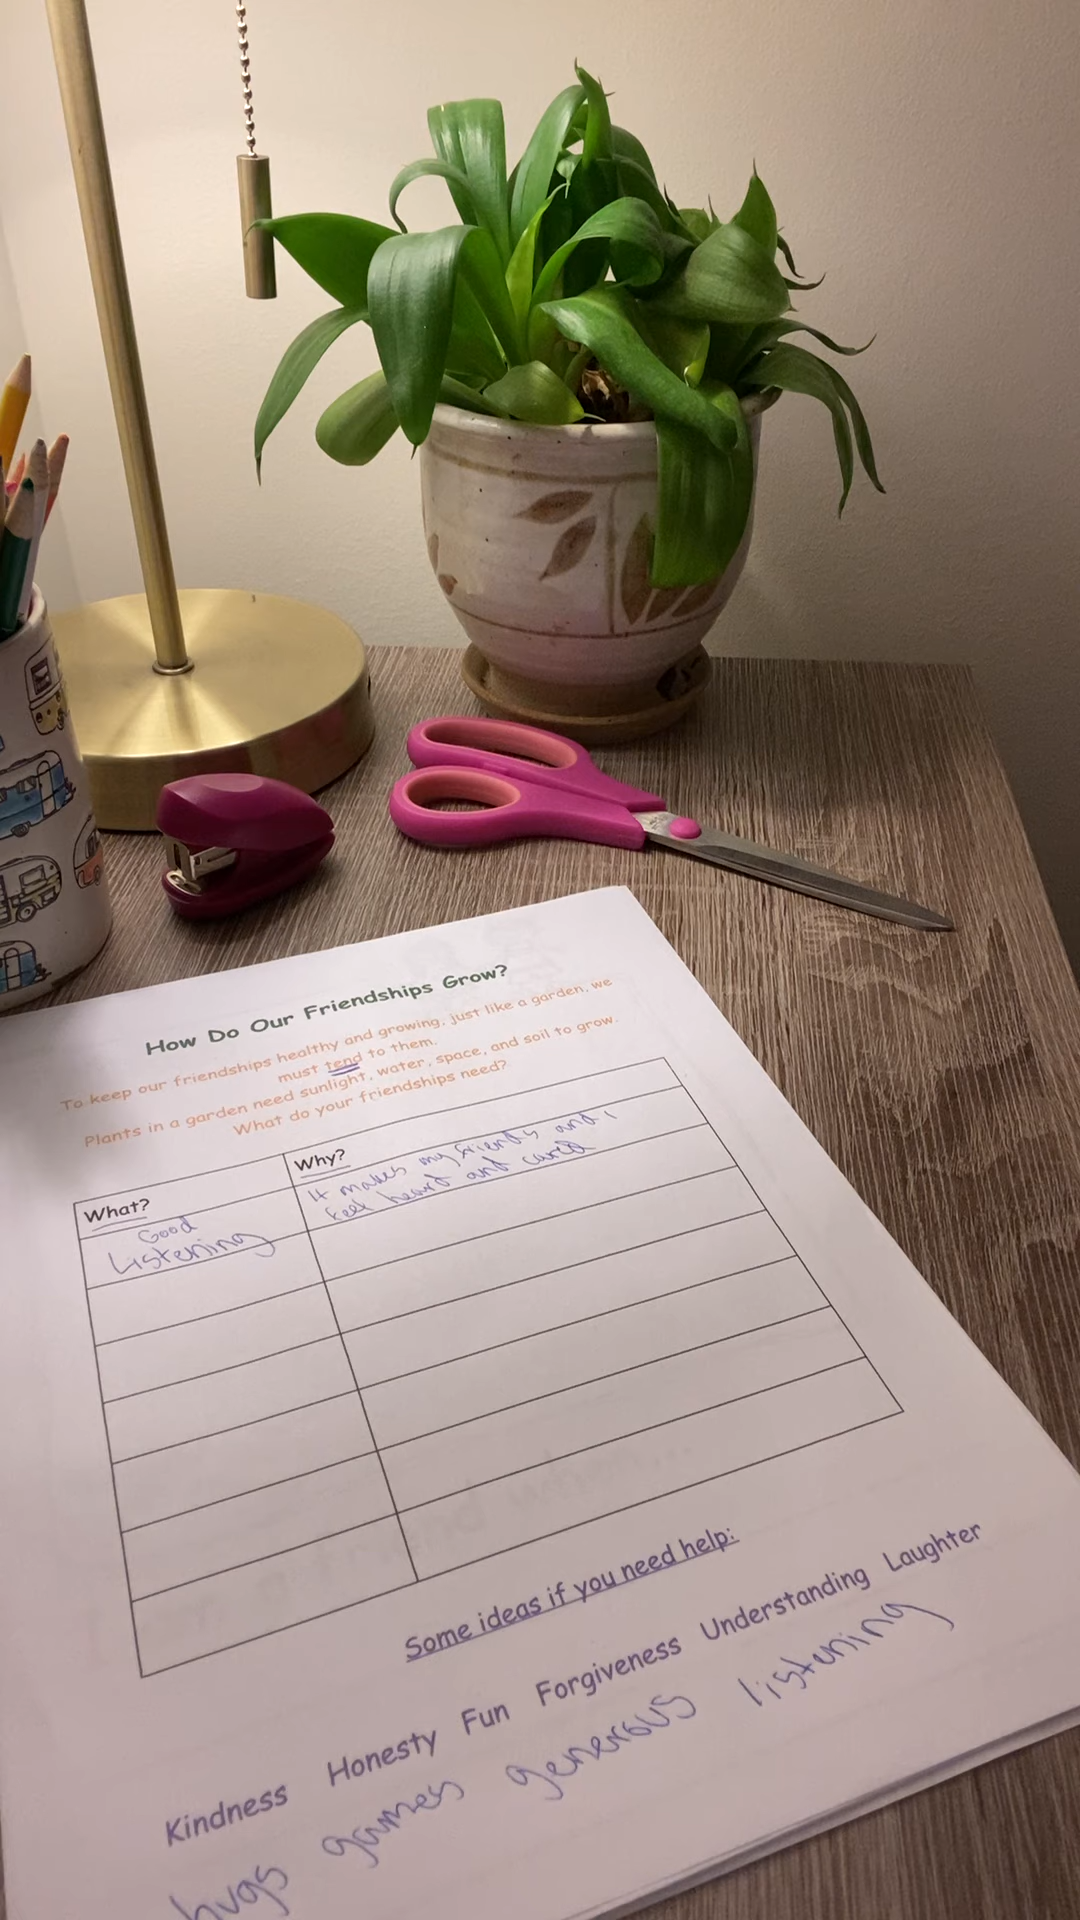 How Do Our Friendships Grow?
To keep our friendships healthy and growing, just like a garden, we
must tend to them.
Plants in a garden need sunlight, water, space, and soil to grow.
What do your friendships need?
What?
Why?
Good
Listening
It makes my friends and I
feel heard and cared
Some ideas if you need help:
Kindness Honesty Fun Forgiveness Understanding Laughter
hugs games generous listening